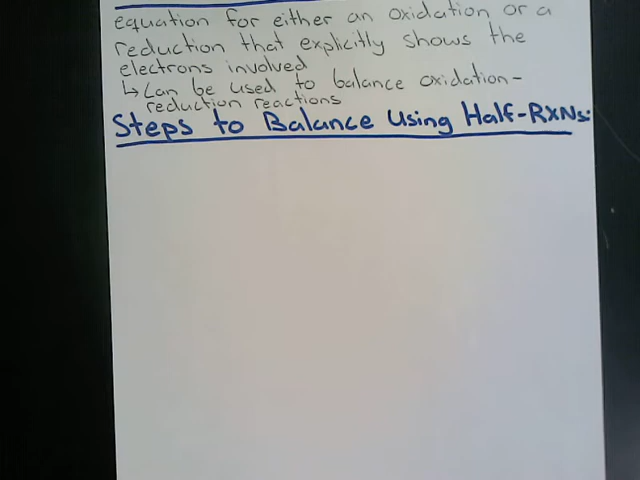 equation for either an oxidation or a
reduction that explicitly shows the
electrons involved
↳ Can be used to balance oxidation-
reduction reactions
Steps to Balance Using Half-RXNs: